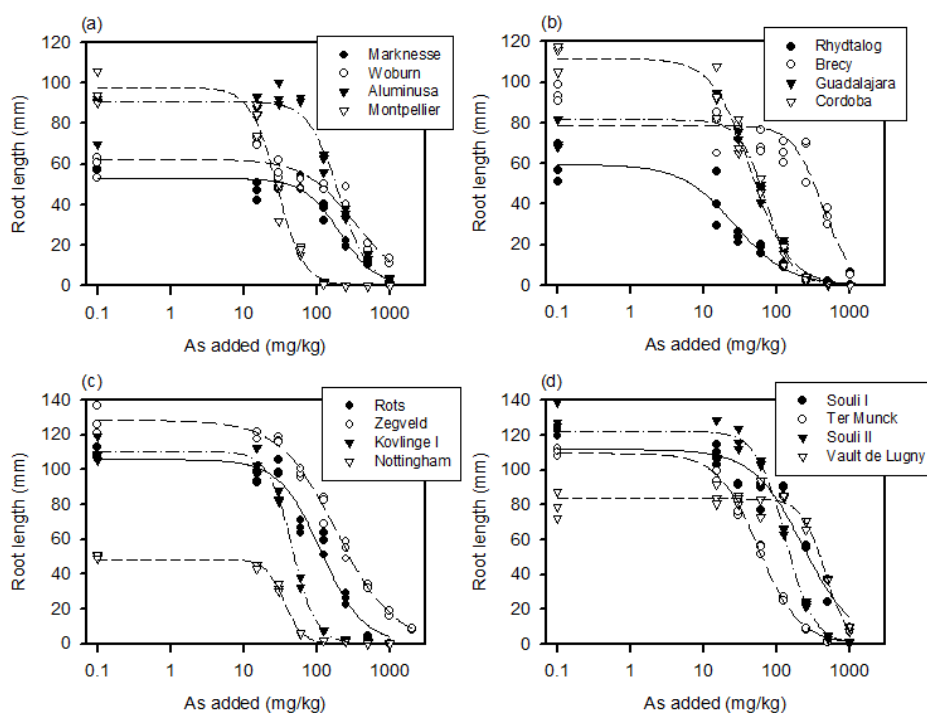 (a)
Marknesse
Woburn
Aluminusa
Montpellier
Root length (mm)
120
100
80
60
40
20
0
0.1 1 10 100 1000
As added (mg/kg)
(b)
Rhydtalog
Brecy
Guadalajara
Cordoba
Root length (mm)
120
100
80
60
40
20
0
0.1 1 10 100 1000
As added (mg/kg)
(c)
Rots
Zegveld
Kovlinge I
Nottingham
Root length (mm)
140
120
100
80
60
40
20
0
0.1 1 10 100 1000
As added (mg/kg)
(d)
Souli I
Ter Munck
Souli II
Vault de Lugny
Root length (mm)
140
120
100
80
60
40
20
0
0.1 1 10 100 1000
As added (mg/kg)